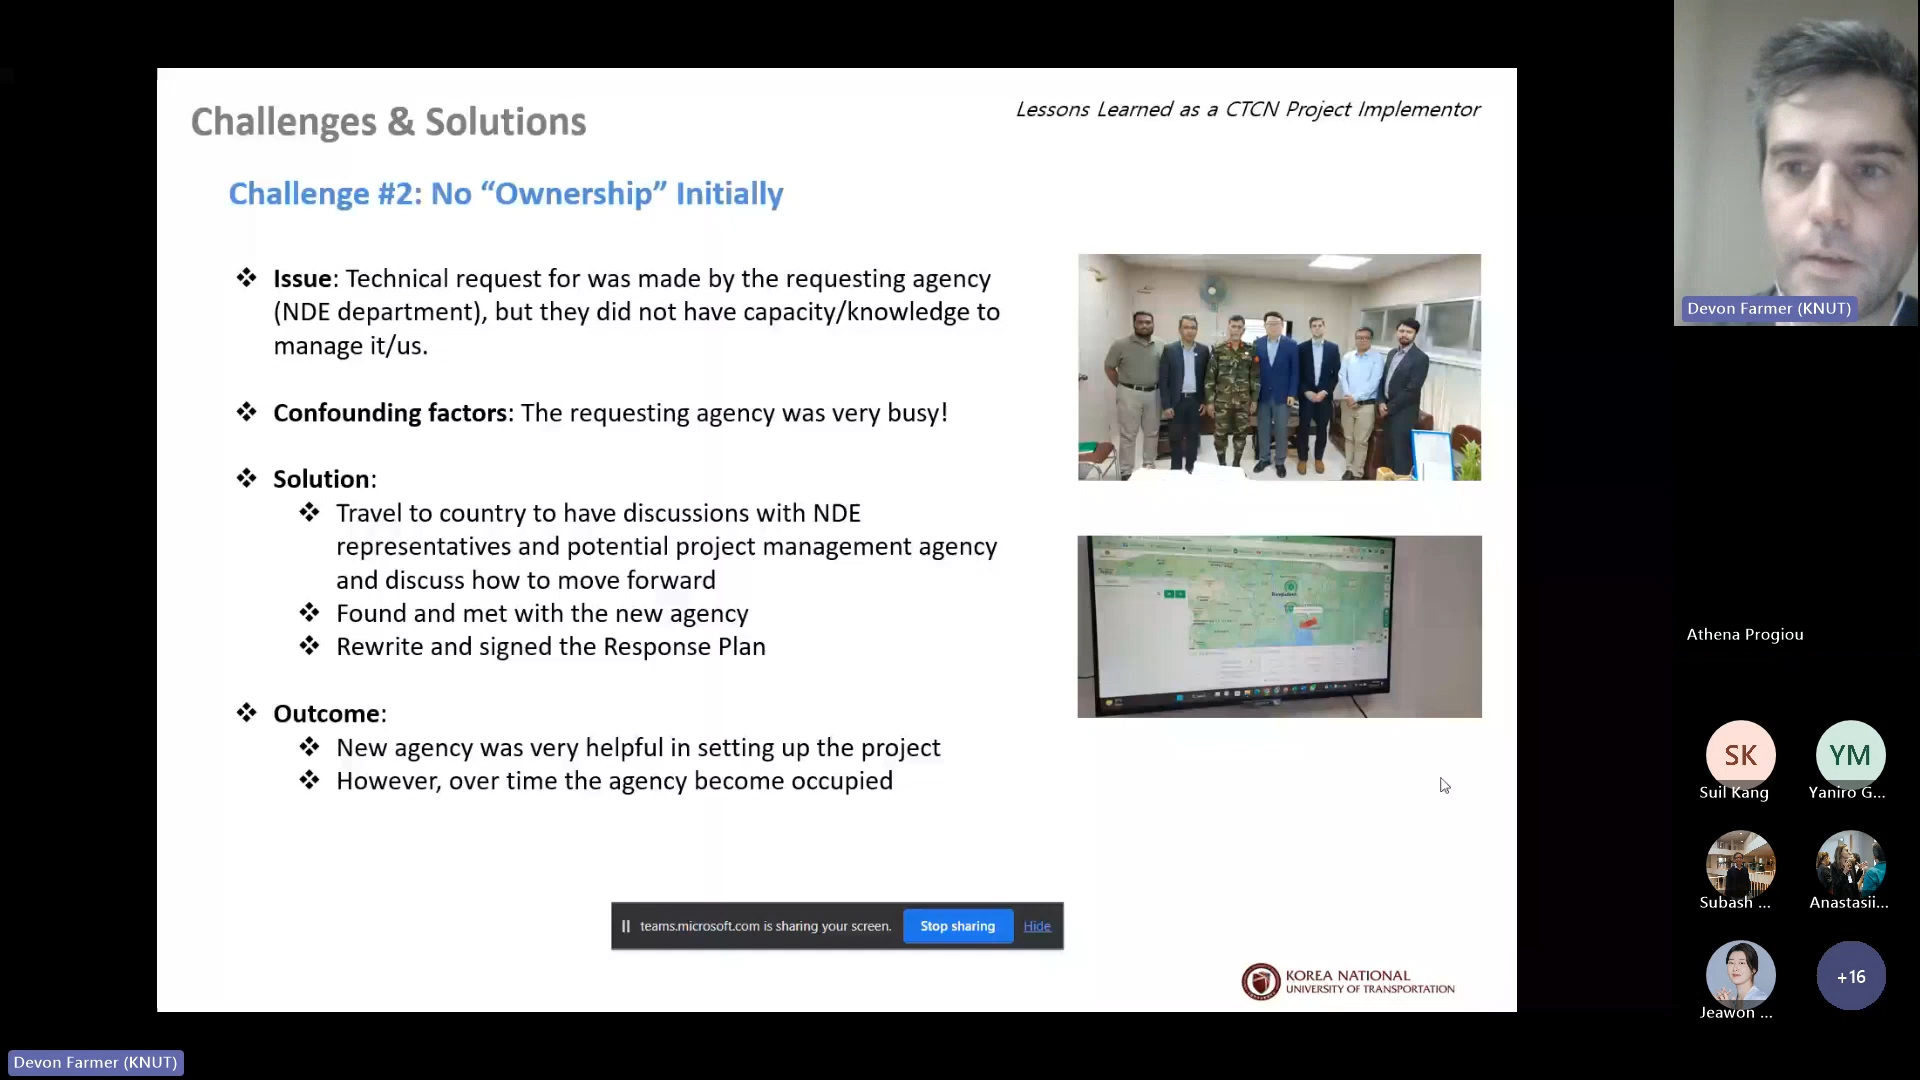 Challenges & Solutions
Lessons Learned as a CTCN Project Implementor
Challenge #2: No “Ownership” Initially
Issue: Technical request for was made by the requesting agency
(NDE department), but they did not have capacity/knowledge to
manage it/us.
Confounding factors: The requesting agency was very busy!
Solution:
Travel to country to have discussions with NDE
representatives and potential project management agency
and discuss how to move forward
Found and met with the new agency
Rewrite and signed the Response Plan
Outcome:
New agency was very helpful in setting up the project
However, over time the agency become occupied
teams.microsoft.com is sharing your screen.
Stop sharing
Hide
KOREA NATIONAL
UNIVERSITY OF TRANSPORTATION
Devon Farmer (KNUT)
Athena Progiou
SK
YM
Suil Kang
Yaniro G...
Subash ...
Anastasii...
+16
Jeawon ...
Devon Farmer (KNUT)